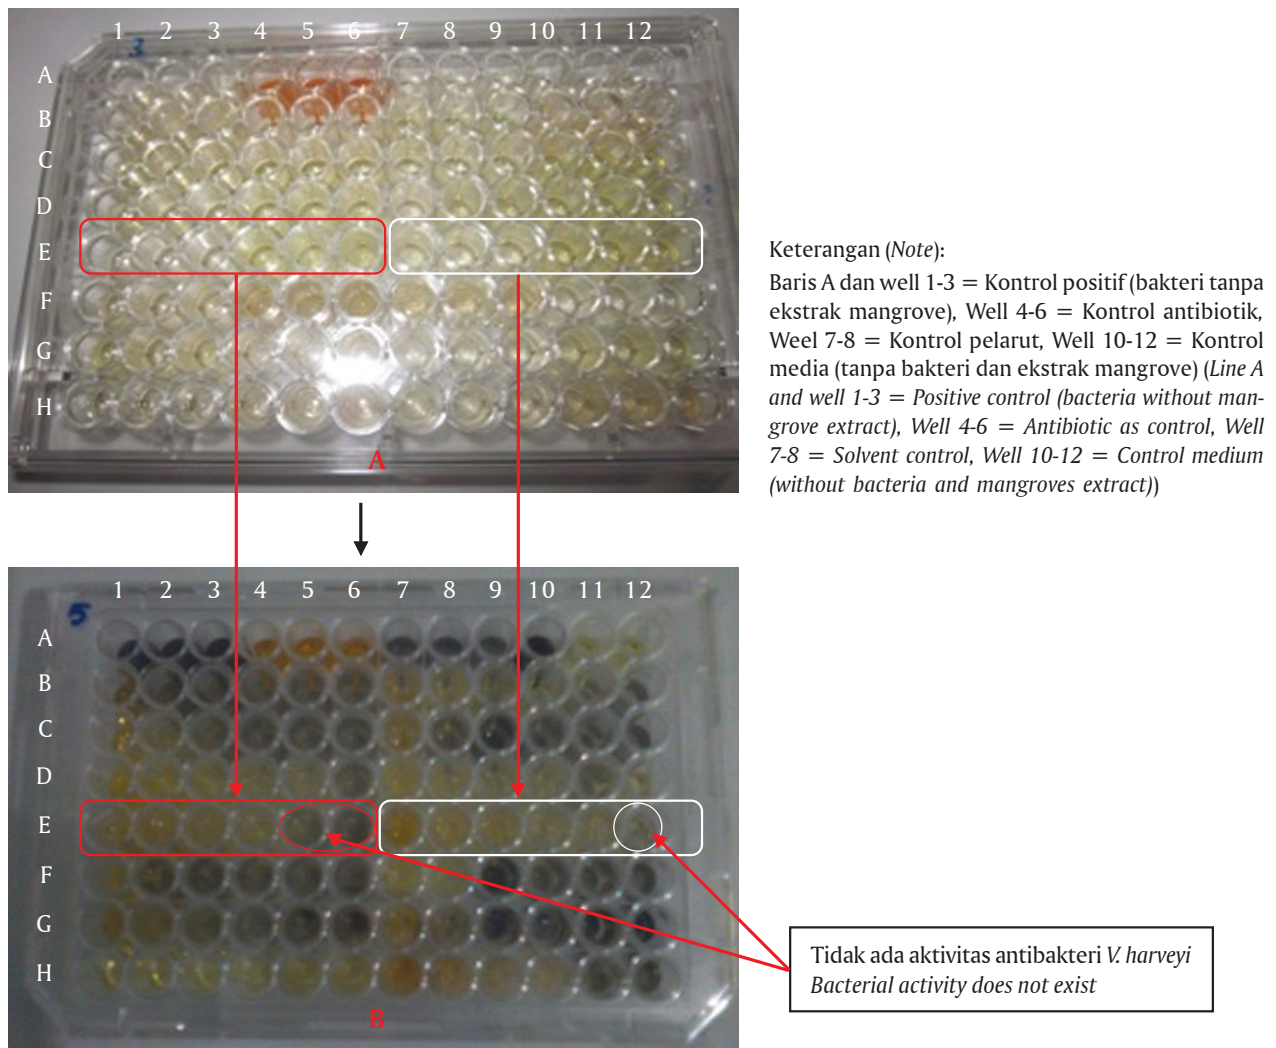 1 2 3 4 5 6 7 8 9 10 11 12
3
A
B
C
D
E
F
G
H
A
Keterangan (Note):
Baris A dan well 1-3 = Kontrol positif (bakteri tanpa
ekstrak mangrove), Well 4-6 = Kontrol antibiotik,
Weel 7-8 = Kontrol pelarut, Well 10-12 = Kontrol
media (tanpa bakteri dan ekstrak mangrove) (Line A
and well 1-3 = Positive control (bacteria without man-
grove extract), Well 4-6 = Antibiotic as control, Well
7-8 = Solvent control, Well 10-12 = Control medium
(without bacteria and mangroves extract))
1 2 3 4 5 6 7 8 9 10 11 12
5
A
B
C
D
E
F
G
H
B
Tidak ada aktivitas antibakteri V. harveyi
Bacterial activity does not exist